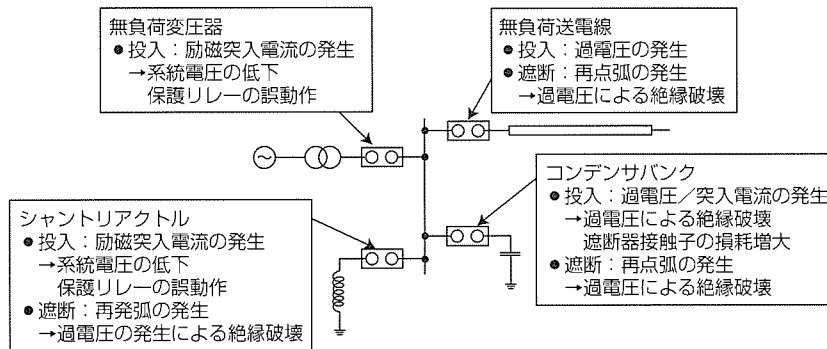 無負荷変圧器
●投入：励磁突入電流の発生
→系統電圧の低下
保護リレーの誤動作
無負荷送電線
●投入：過電圧の発生
●遮断：再点弧の発生
→過電圧による絶縁破壊
シャントリアクトル
●投入：励磁突入電流の発生
→系統電圧の低下
保護リレーの誤動作
●遮断：再発弧の発生
→過電圧の発生による絶縁破壊
コンデンサバンク
●投入：過電圧／突入電流の発生
→過電圧による絶縁破壊
遮断器接触子の損耗増大
●遮断：再点弧の発生
→過電圧による絶縁破壊